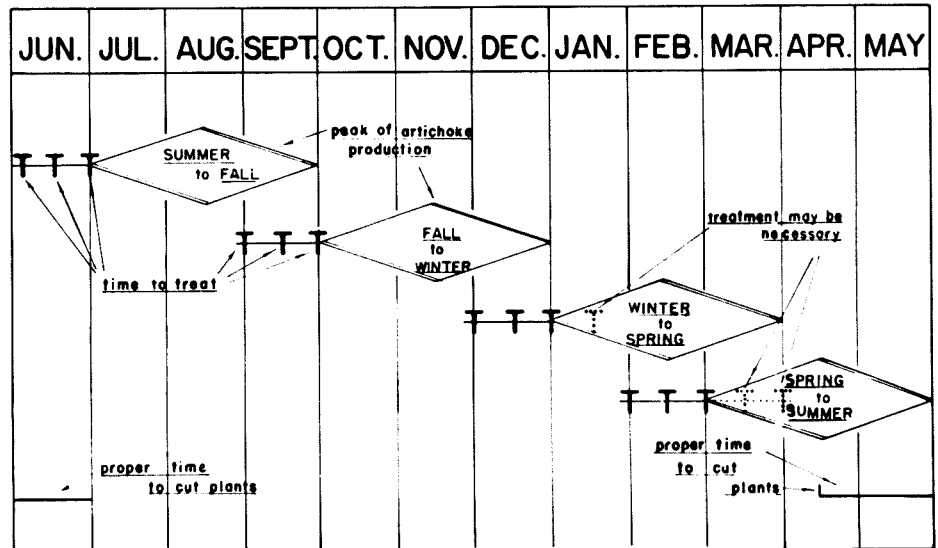 JUN. JUL. AUG. SEPT. OCT. NOV. DEC. JAN. FEB. MAR. APR. MAY
peak of artichoke
production
SUMMER
to FALL
time to treat
FALL
to
WINTER
treatment may be
necessary
WINTER
to
SPRING
SPRING
to
SUMMER
proper time
to cut plants
proper time
to cut
plants